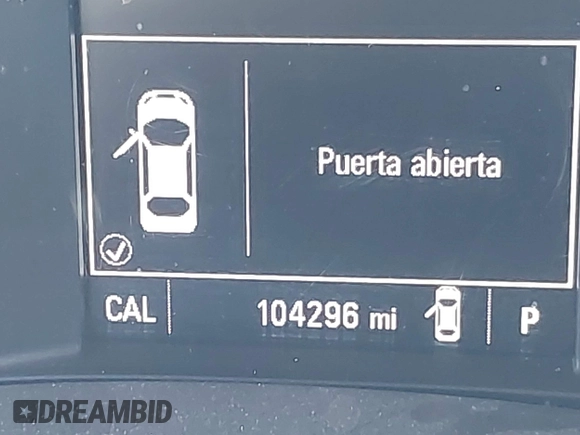 Puerta abierta
CAL 104296 mi P
DREAMBID